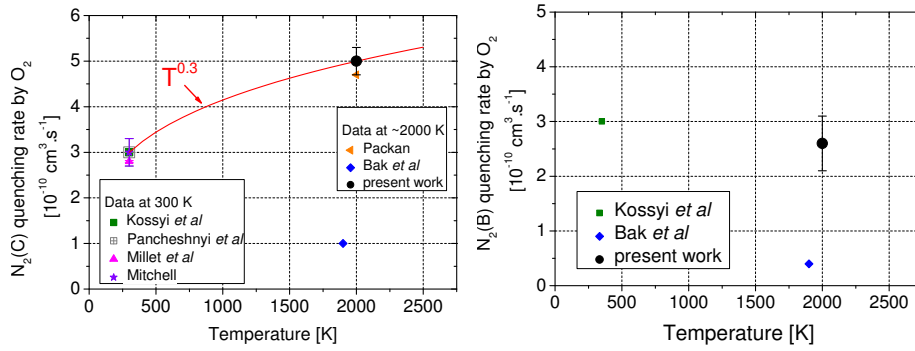 N₂(C) quenching rate by O₂
[10⁻¹⁰ cm³.s⁻¹]
6
5
4
3
2
1
0
T⁰·³
Data at ~2000 K
Packan
Bak et al
present work
Data at 300 K
Kossyi et al
Pancheshnyi et al
Millet et al
Mitchell
0 500 1000 1500 2000 2500
Temperature [K]
N₂(B) quenching rate by O₂
[10⁻¹⁰ cm³.s⁻¹]
5
4
3
2
1
0
Kossyi et al
Bak et al
present work
0 500 1000 1500 2000 2500
Temperature [K]